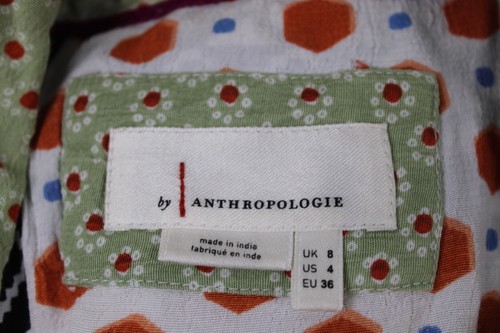 by ANTHROPOLOGIE
made in india
fabriqué en inde
UK 8
US 4
EU 36